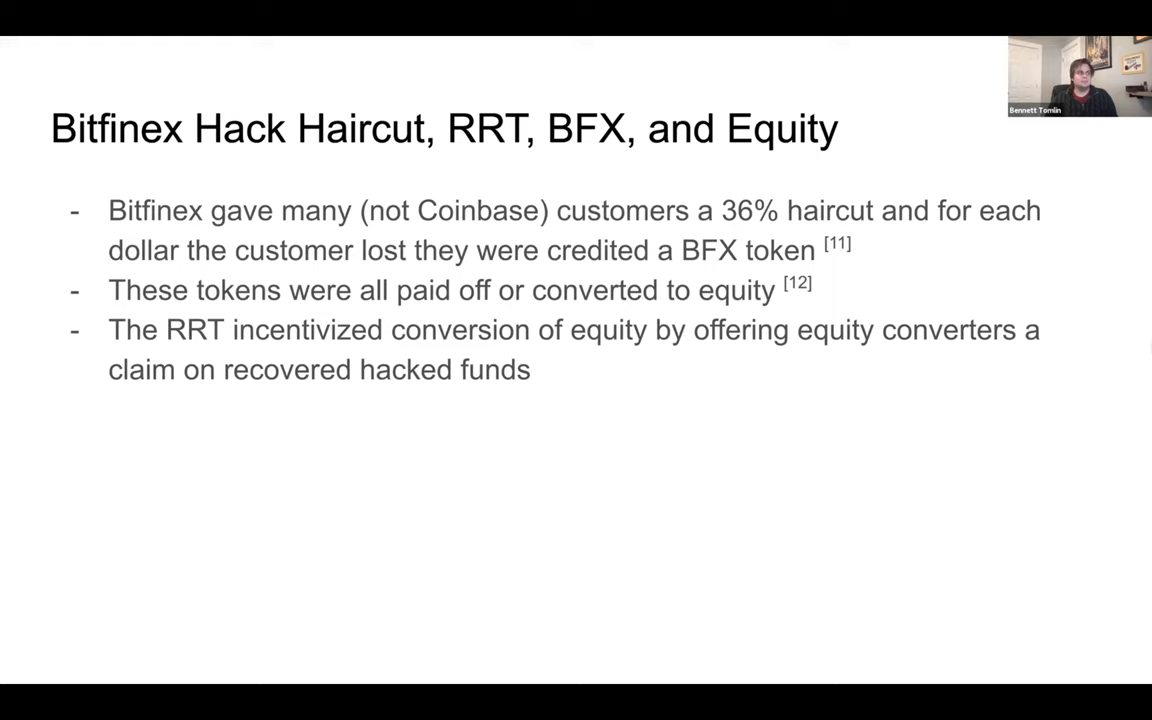 Bennett Tomlin
Bitfinex Hack Haircut, RRT, BFX, and Equity
- Bitfinex gave many (not Coinbase) customers a 36% haircut and for each
dollar the customer lost they were credited a BFX token [11]
- These tokens were all paid off or converted to equity [12]
- The RRT incentivized conversion of equity by offering equity converters a
claim on recovered hacked funds